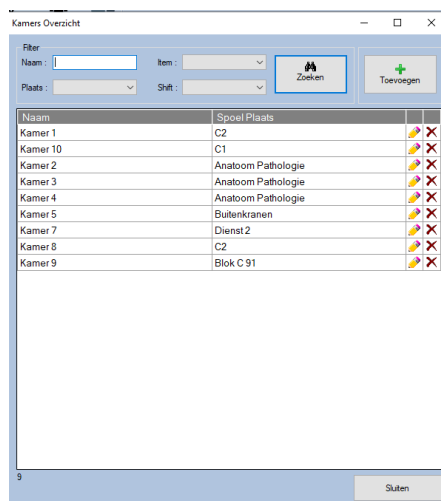 Kamers Overzicht
Filter
Naam : Item :
Zoeken
Toevoegen
Plaats : Shift :
Naam Spoel Plaats
Kamer 1 C2
Kamer 10 C1
Kamer 2 Anatoom Pathologie
Kamer 3 Anatoom Pathologie
Kamer 4 Anatoom Pathologie
Kamer 5 Buitenkranen
Kamer 7 Dienst 2
Kamer 8 C2
Kamer 9 Blok C 91
9
Sluiten